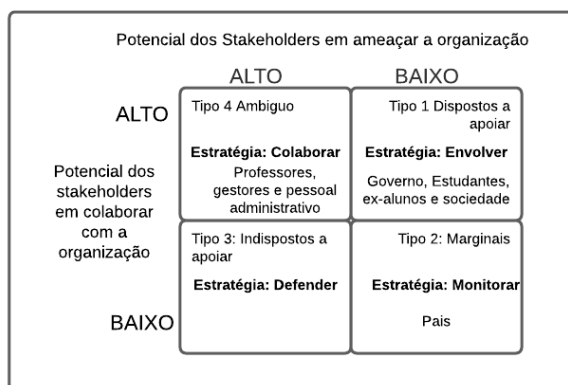 Potencial dos Stakeholders em ameaçar a organização
ALTO
BAIXO
ALTO
Potencial dos
stakeholders
em colaborar
com a
organização
BAIXO
Tipo 4 Ambiguo
Estratégia: Colaborar
Professores,
gestores e pessoal
administrativo
Tipo 1 Dispostos a
apoiar
Estratégia: Envolver
Governo, Estudantes,
ex-alunos e sociedade
Tipo 3: Indispostos a
apoiar
Estratégia: Defender
Tipo 2: Marginais
Estratégia: Monitorar
Pais